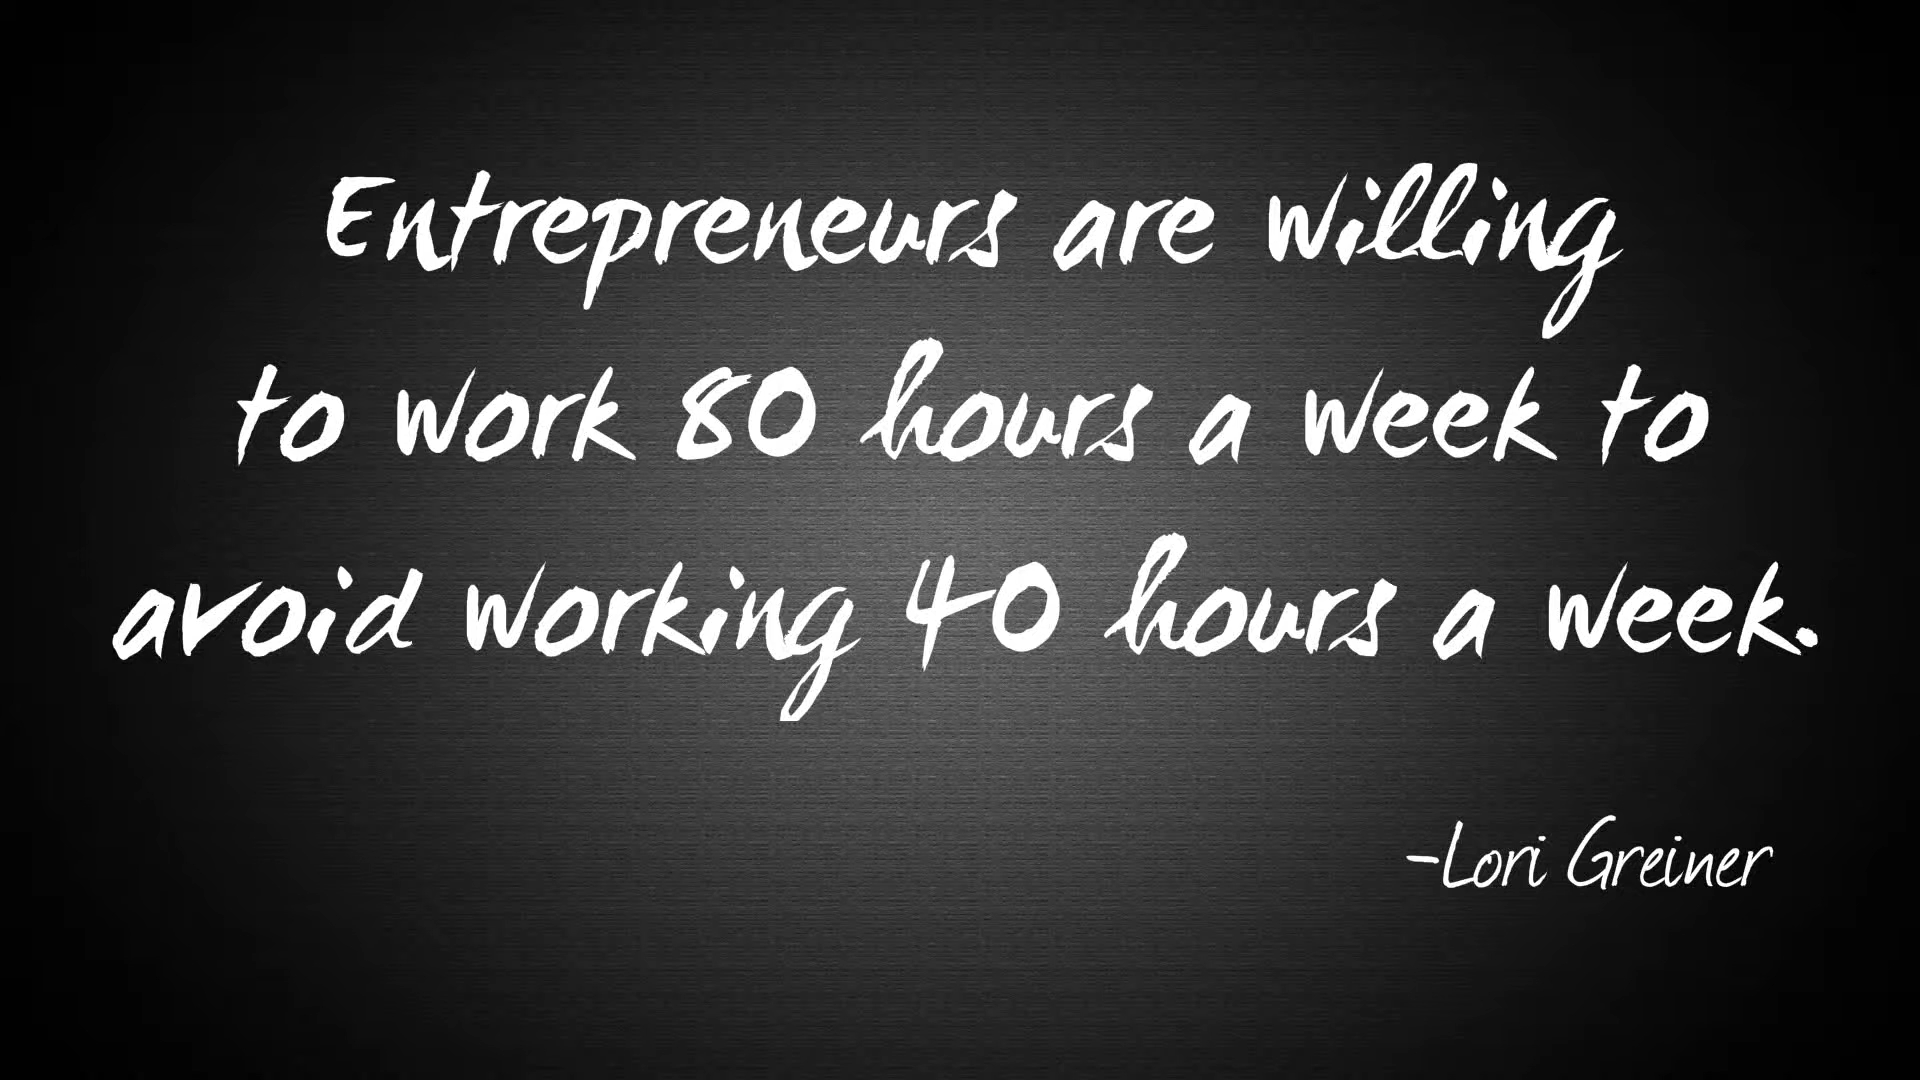 Entrepreneurs are willing
to work 80 hours a week to
avoid working 40 hours a week.
-Lori Greiner